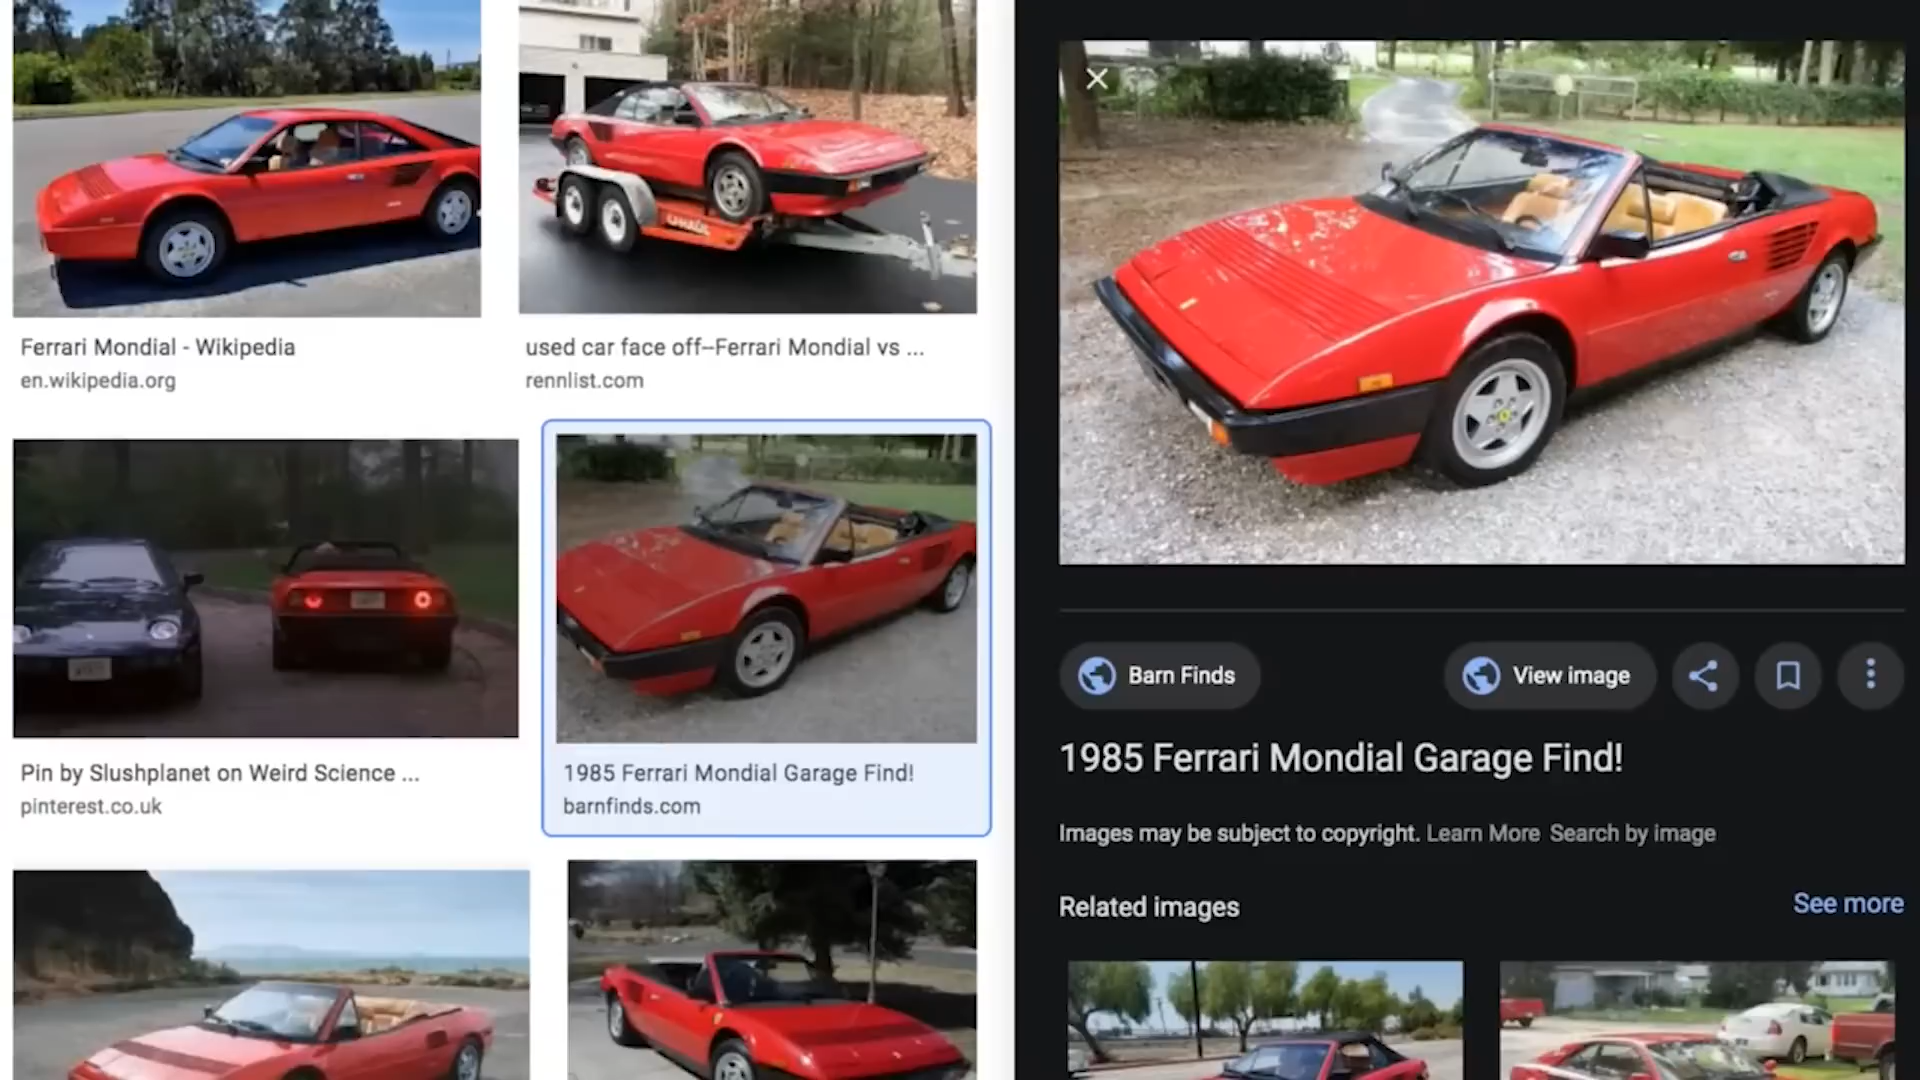 Ferrari Mondial - Wikipedia
en.wikipedia.org
used car face off--Ferrari Mondial vs ...
rennlist.com
Pin by Slushplanet on Weird Science ...
pinterest.co.uk
1985 Ferrari Mondial Garage Find!
barnfinds.com
Barn Finds
View image
1985 Ferrari Mondial Garage Find!
Images may be subject to copyright. Learn More Search by image
Related images
See more